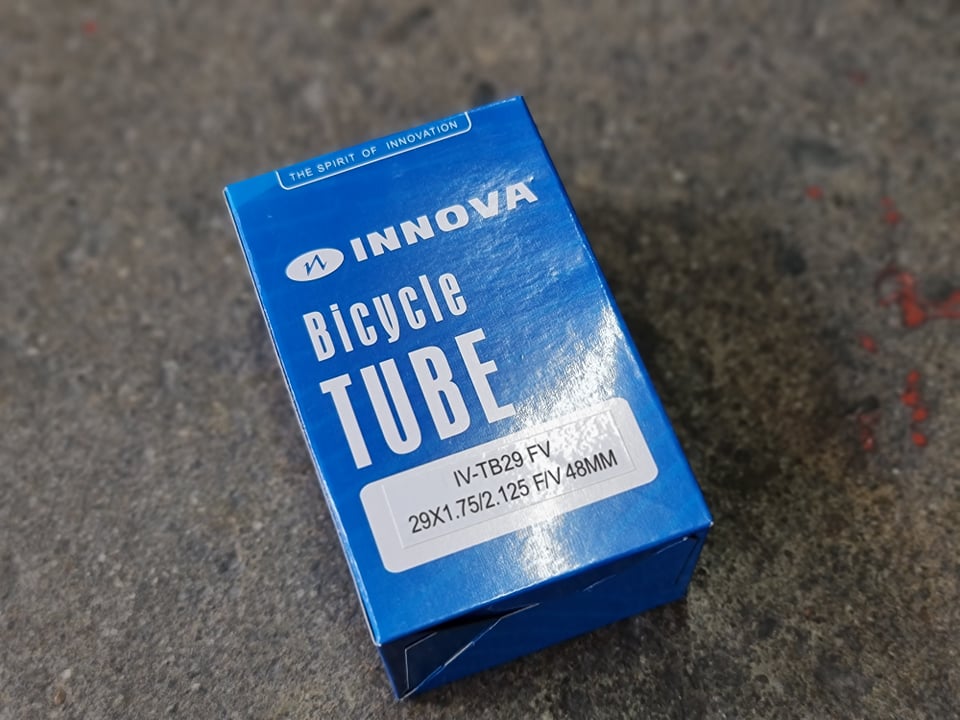 THE SPIRIT OF INNOVATION
INNOVA
Bicycle
TUBE
IV-TB29 FV
29X1.75/2.125 F/V 48MM